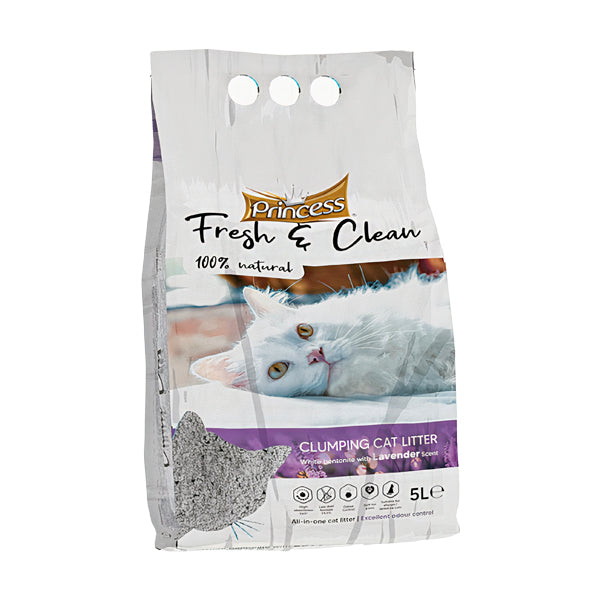 Princess
Fresh & Clean
100% natural
CLUMPING CAT LITTER
White bentonite with Lavender Scent
5L℮
All-in-one cat litter | Excellent odour control